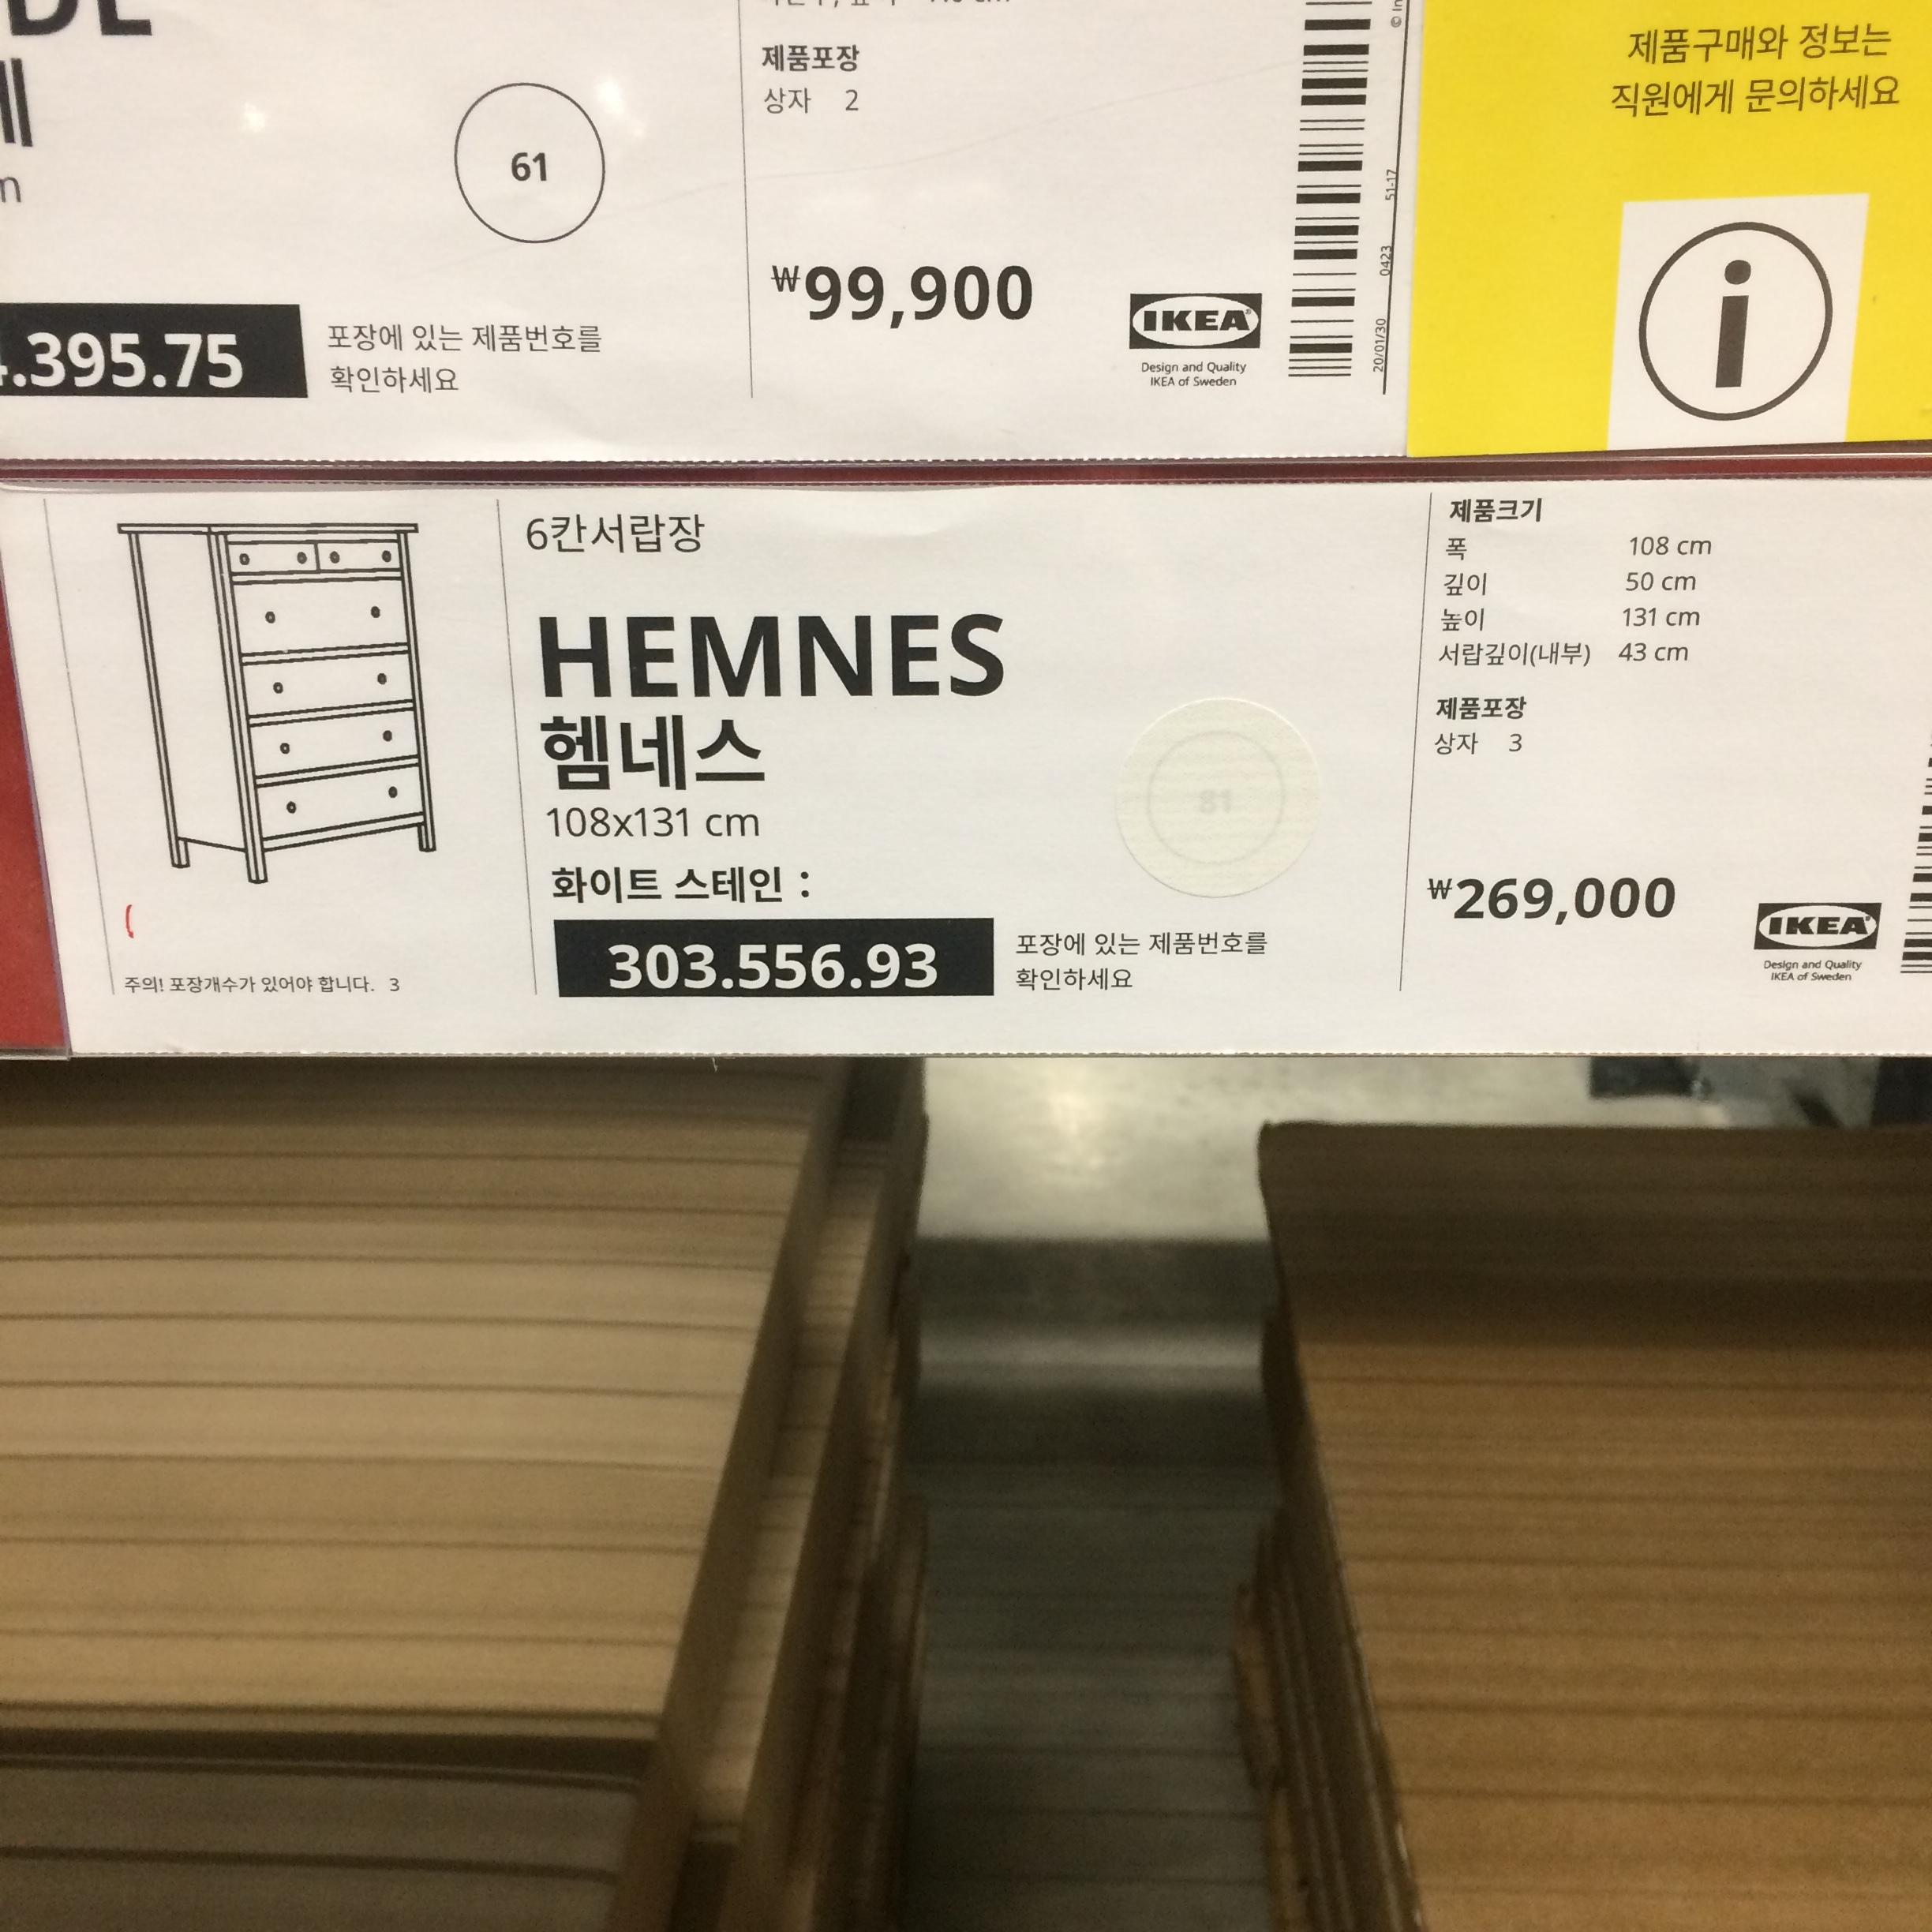 DE
제품포장
상자 2
61
₩99,900
.395.75
포장에 있는 제품번호를
확인하세요
IKEA
Design and Quality
IKEA of Sweden
20/01/30 0423 51-17
제품구매와 정보는
직원에게 문의하세요
i
6칸서랍장
HEMNES
헴네스
108x131 cm
화이트 스테인 :
303.556.93
포장에 있는 제품번호를
확인하세요
81
주의! 포장개수가 있어야 합니다. 3
제품크기
폭 108 cm
깊이 50 cm
높이 131 cm
서랍깊이(내부) 43 cm
제품포장
상자 3
₩269,000
IKEA
Design and Quality
IKEA of Sweden